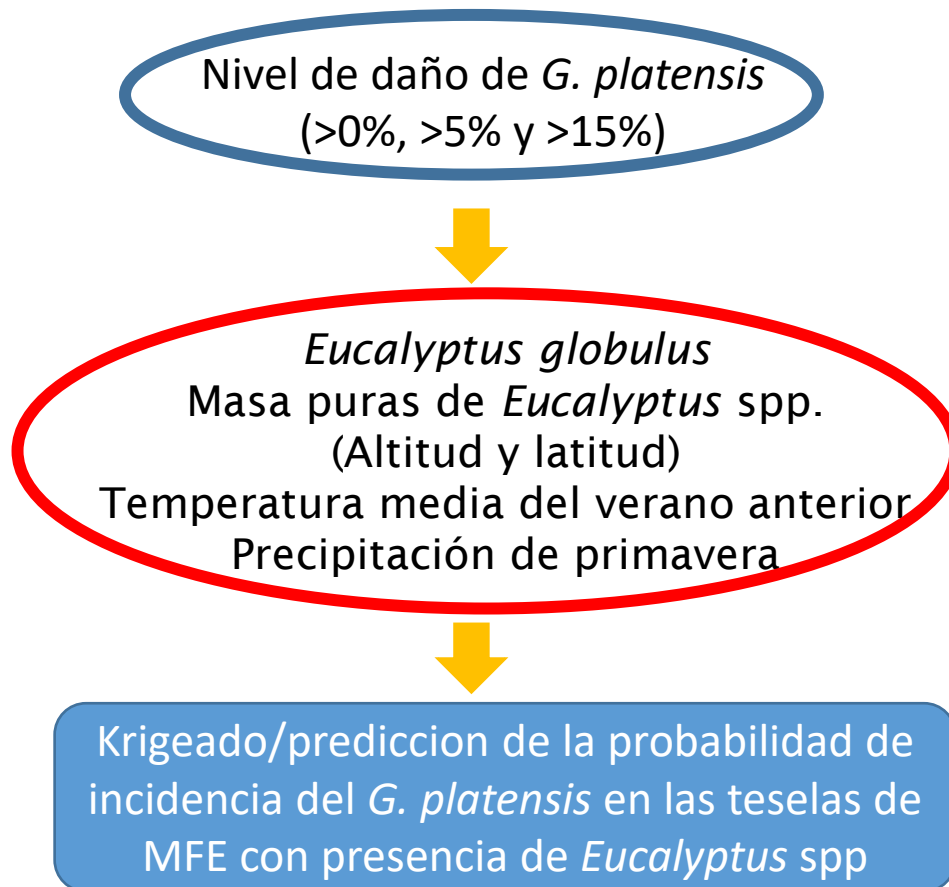 Nivel de daño de G. platensis
(>0%, >5% y >15%)
Eucalyptus globulus
Masa puras de Eucalyptus spp.
(Altitud y latitud)
Temperatura media del verano anterior
Precipitación de primavera
Krigeado/prediccion de la probabilidad de
incidencia del G. platensis en las teselas de
MFE con presencia de Eucalyptus spp